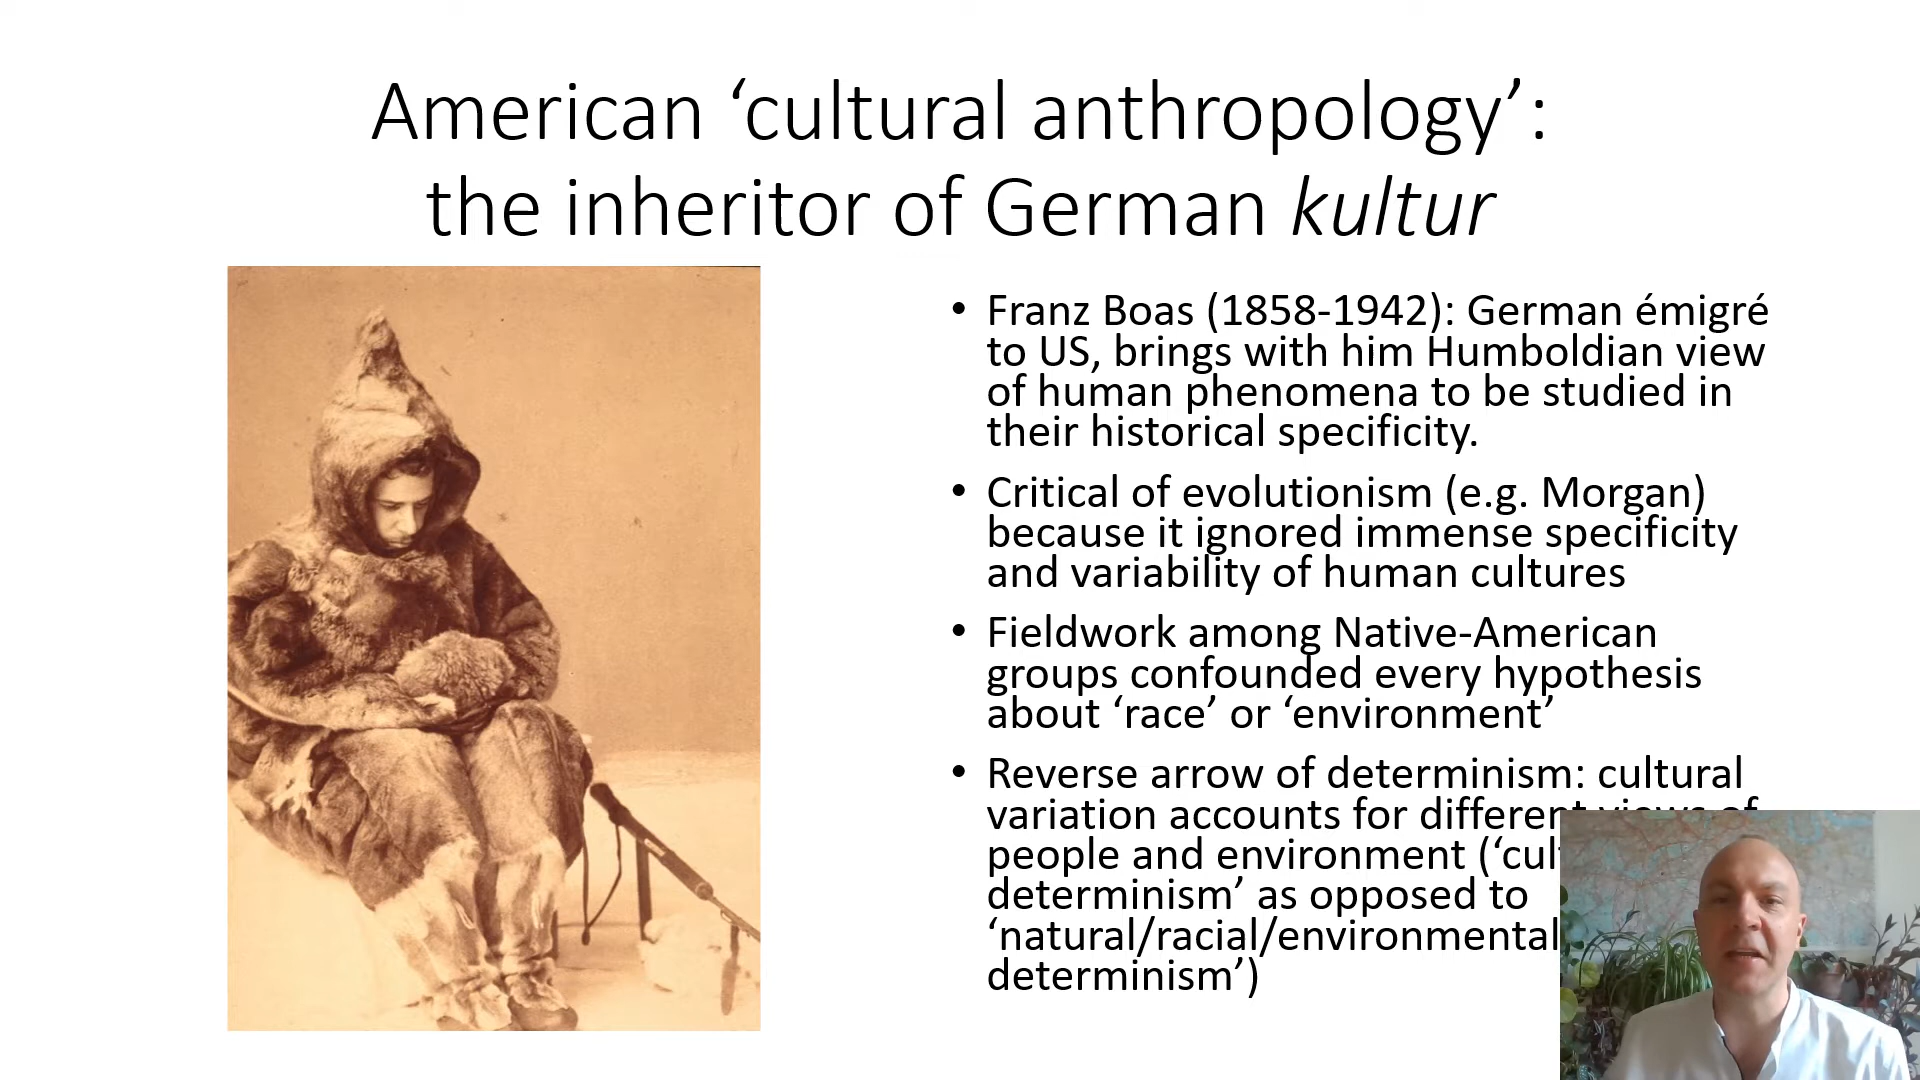 American ‘cultural anthropology’:
the inheritor of German kultur
• Franz Boas (1858-1942): German émigré
to US, brings with him Humboldian view
of human phenomena to be studied in
their historical specificity.
• Critical of evolutionism (e.g. Morgan)
because it ignored immense specificity
and variability of human cultures
• Fieldwork among Native-American
groups confounded every hypothesis
about ‘race’ or ‘environment’
• Reverse arrow of determinism: cultural
variation accounts for different views of
people and environment
determinism’ as opposed to
‘natural/racial/environmental
determinism’)